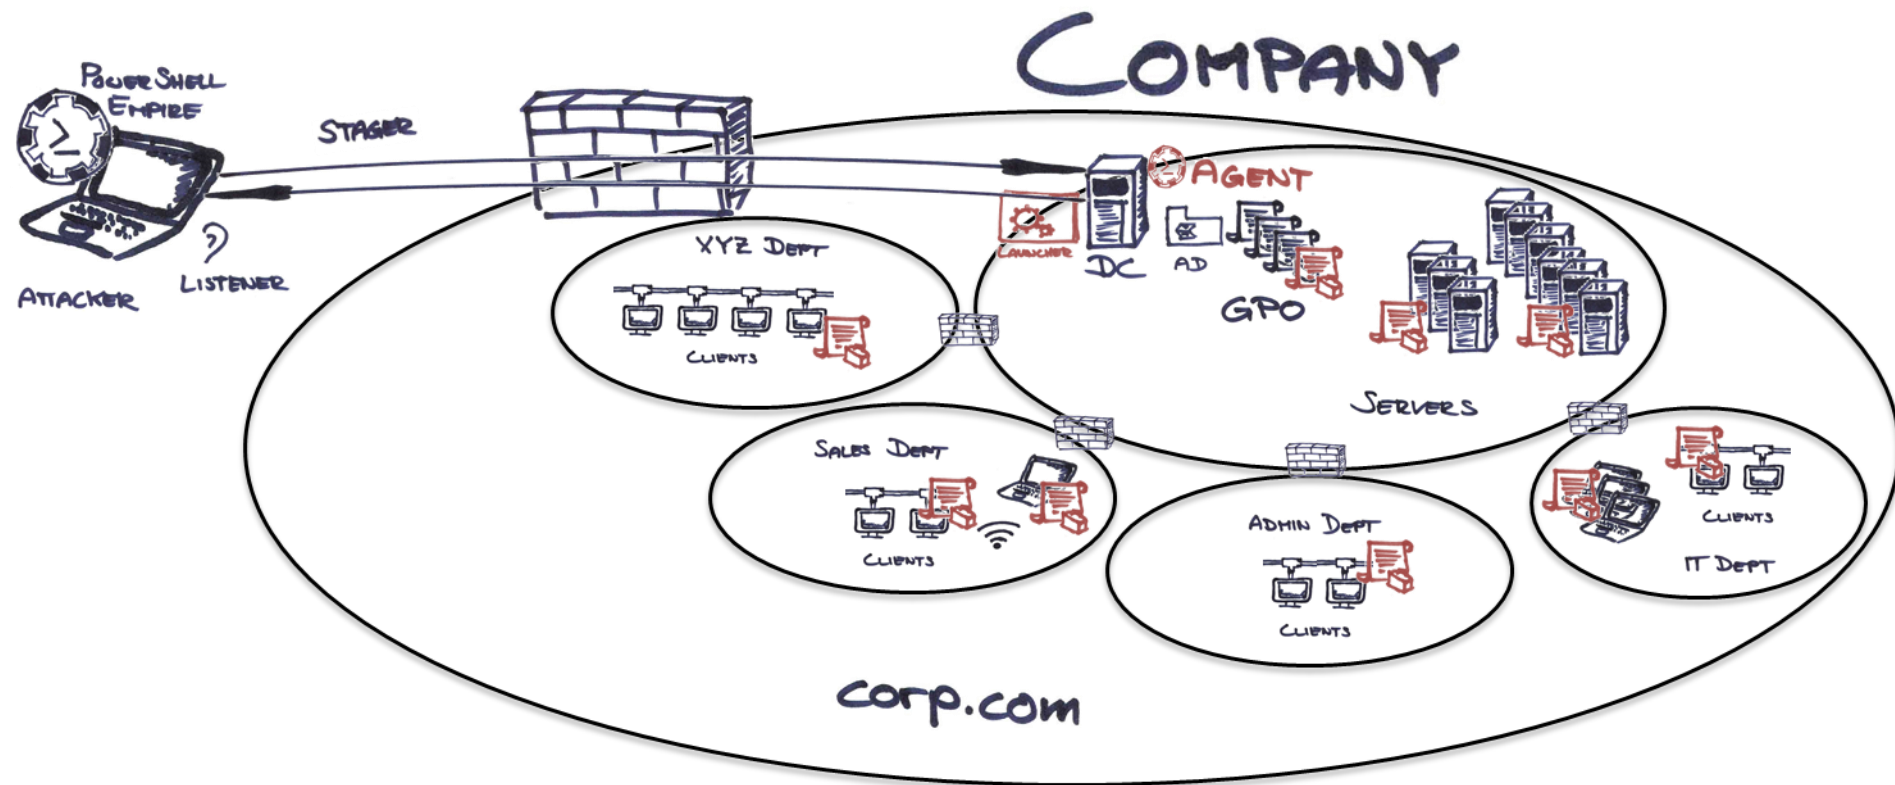 COMPANY
POWERSHELL
EMPIRE
STAGER
AGENT
LAUNCHER
DC
AD
GPO
LISTENER
ATTACKER
XYZ DEPT
CLIENTS
SERVERS
SALES DEPT
CLIENTS
ADMIN DEPT
CLIENTS
CLIENTS
IT DEPT
corp.com